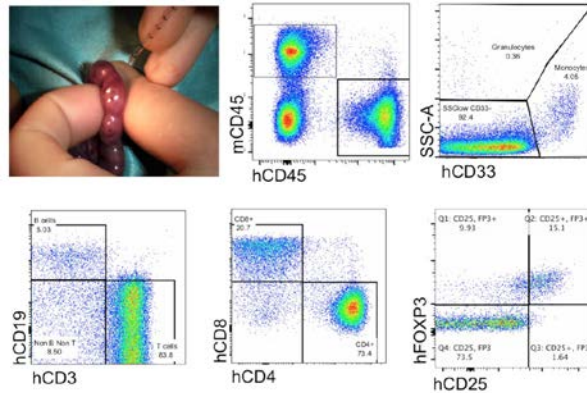 mCD45
hCD45
SSC-A
Granulocytes
0.36
Monocytes
4.05
SSClow CD33-
92.4
hCD33
hCD19
B cells
5.03
Non B Non T
8.50
T cells
83.8
hCD3
hCD8
CD8+
20.7
CD4+
73.4
hCD4
hFOXP3
Q1: CD25, FP3+
9.93
Q2: CD25+, FP3+
15.1
Q4: CD25, FP3
73.5
Q3: CD25+, FP3
1.64
hCD25